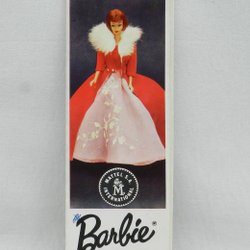 MATTEL S.A
M
INTERNATIONAL
Barbie®